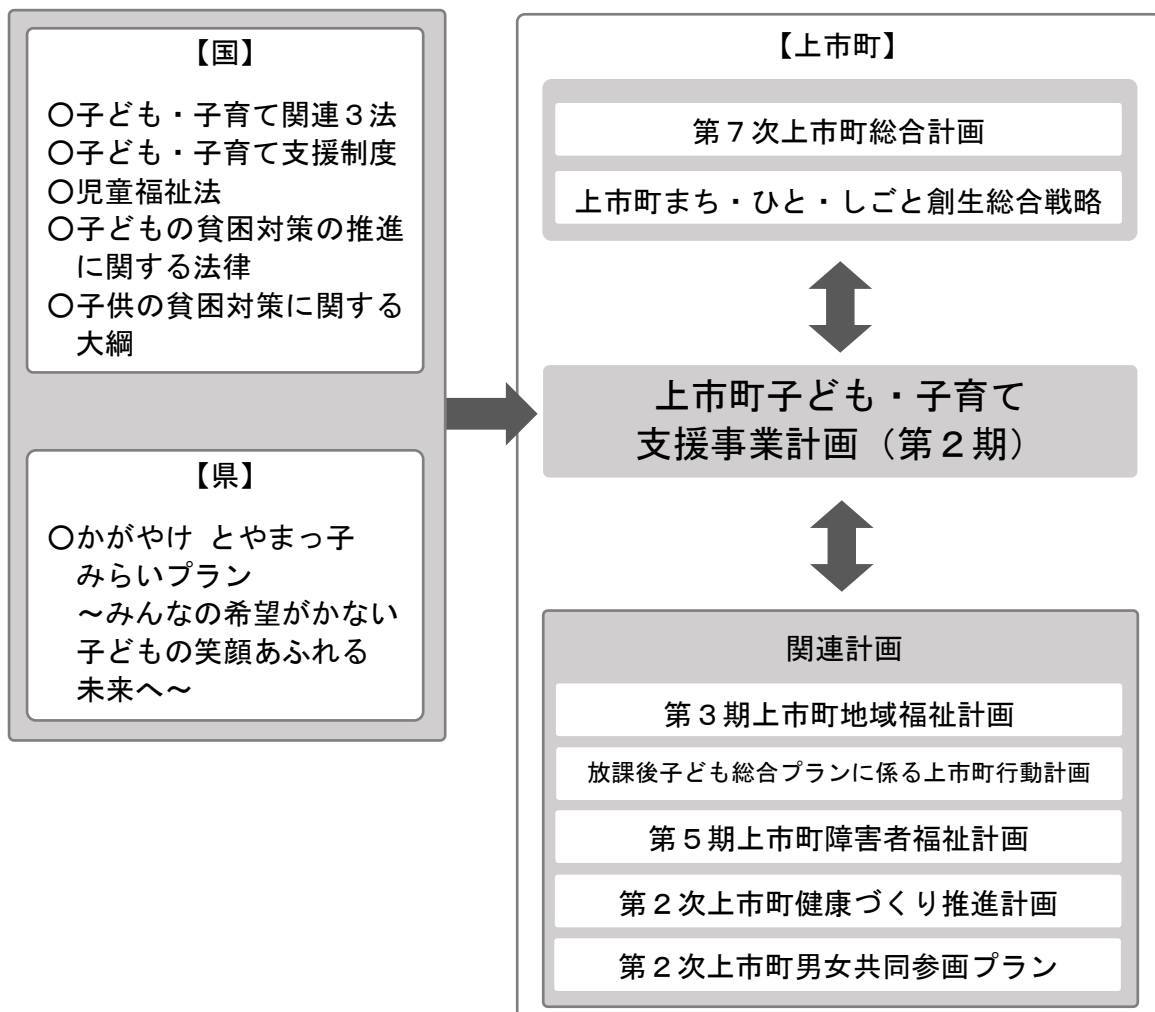 【国】
〇子ども・子育て関連３法
〇子ども・子育て支援制度
〇児童福祉法
〇子どもの貧困対策の推進
に関する法律
〇子供の貧困対策に関する
大綱
【県】
〇かがやけ とやまっ子
みらいプラン
～みんなの希望がかない
子どもの笑顔あふれる
未来へ～
【上市町】
第７次上市町総合計画
上市町まち・ひと・しごと創生総合戦略
上市町子ども・子育て
支援事業計画（第２期）
関連計画
第３期上市町地域福祉計画
放課後子ども総合プランに係る上市町行動計画
第５期上市町障害者福祉計画
第２次上市町健康づくり推進計画
第２次上市町男女共同参画プラン